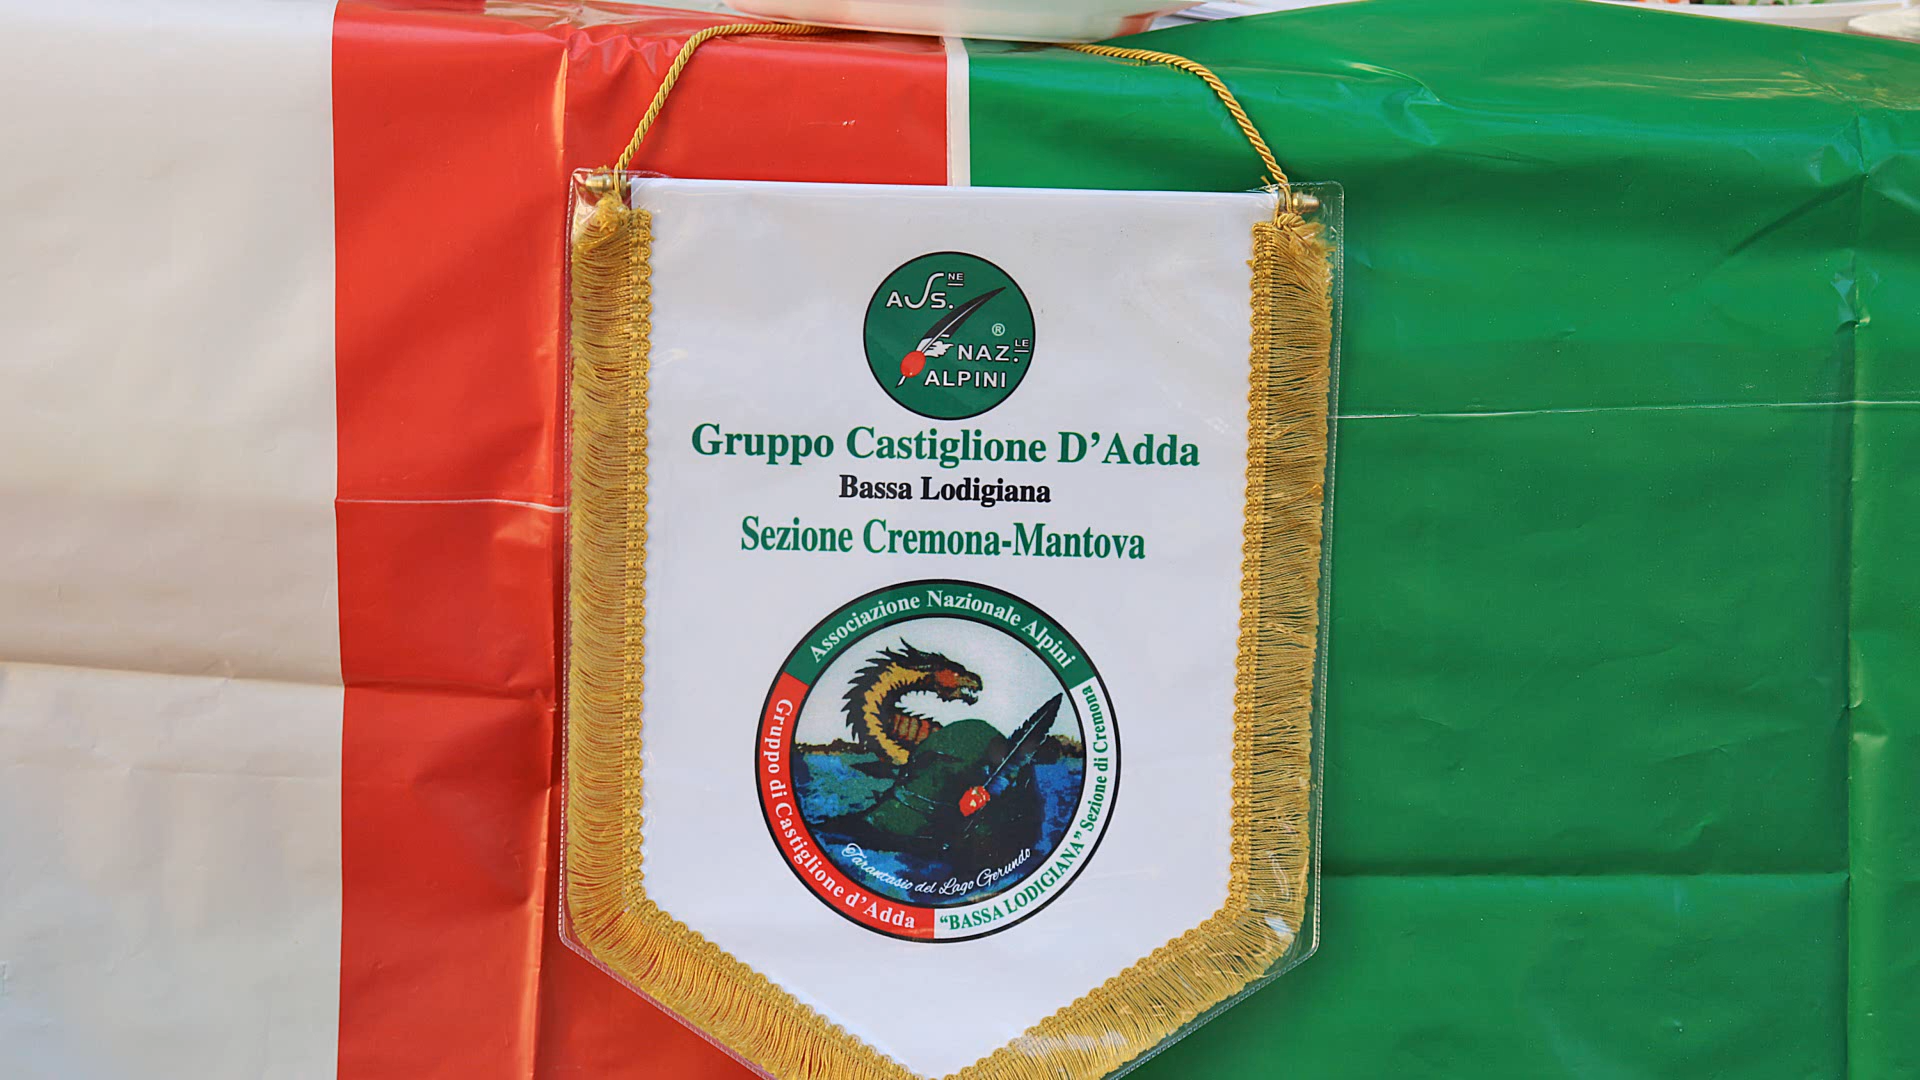 ASS.NE
®
NAZ.LE
ALPINI
Gruppo Castiglione D'Adda
Bassa Lodigiana
Sezione Cremona-Mantova
Associazione Nazionale Alpini
Gruppo di Castiglione d'Adda
"BASSA LODIGIANA" Sezione di Cremona
Tarantasio del Lago Gerundo